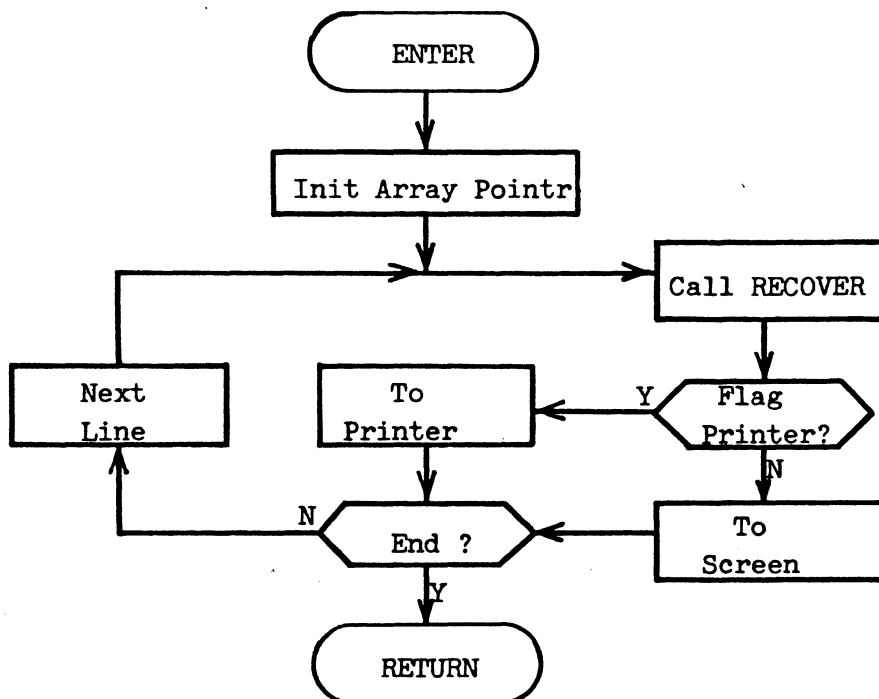 ENTER
Init Array Pointr
Call RECOVER
Next
Line
To
Printer
Y
Flag
Printer?
N
To
Screen
N
End ?
Y
RETURN